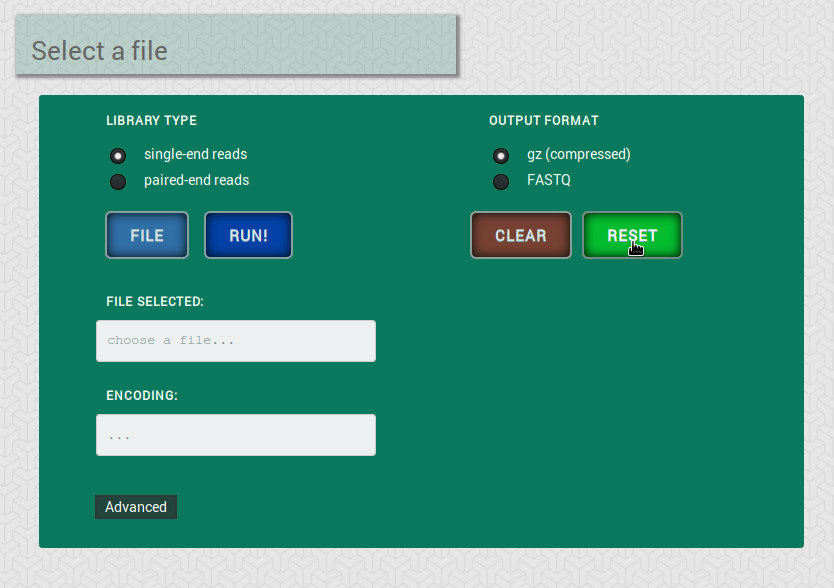 Select a file
LIBRARY TYPE
single-end reads
paired-end reads
OUTPUT FORMAT
gz (compressed)
FASTQ
FILE
RUN!
CLEAR
RESET
FILE SELECTED:
choose a file...
ENCODING:
...
Advanced